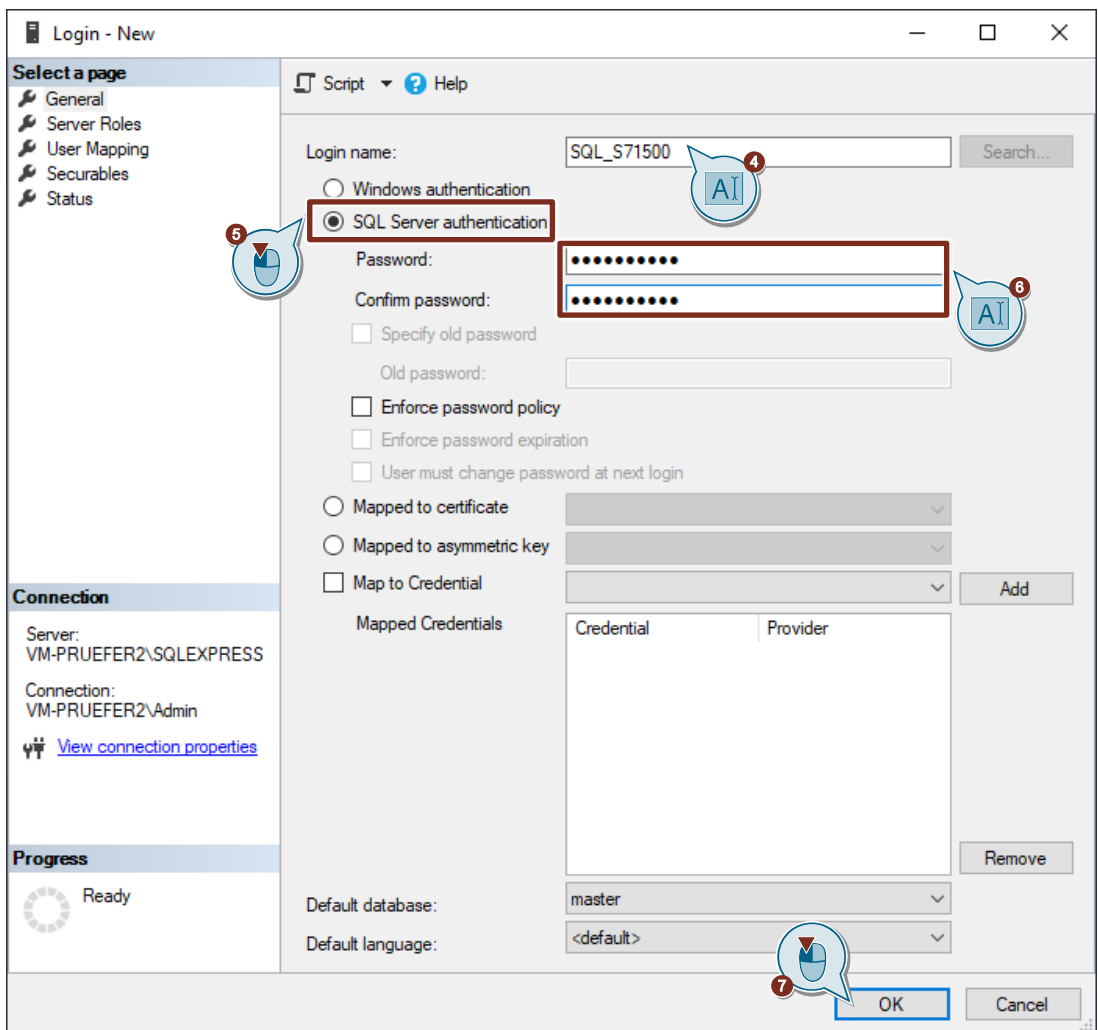 Login - New
Select a page
General
Server Roles
User Mapping
Securables
Status
Script
Help
Login name:
SQL_S71500
Search...
4
A
Windows authentication
SQL Server authentication
5
Password:
●●●●●●●●●●
Confirm password:
●●●●●●●●●●
6
A
Specify old password
Old password:
Enforce password policy
Enforce password expiration
User must change password at next login
Mapped to certificate
Mapped to asymmetric key
Map to Credential
Add
Mapped Credentials
Credential Provider
Remove
Default database:
master
Default language:
<default>
7
OK
Cancel
Connection
Server:
VM-PRUEFER2\SQLEXPRESS
Connection:
VM-PRUEFER2\Admin
View connection properties
Progress
Ready